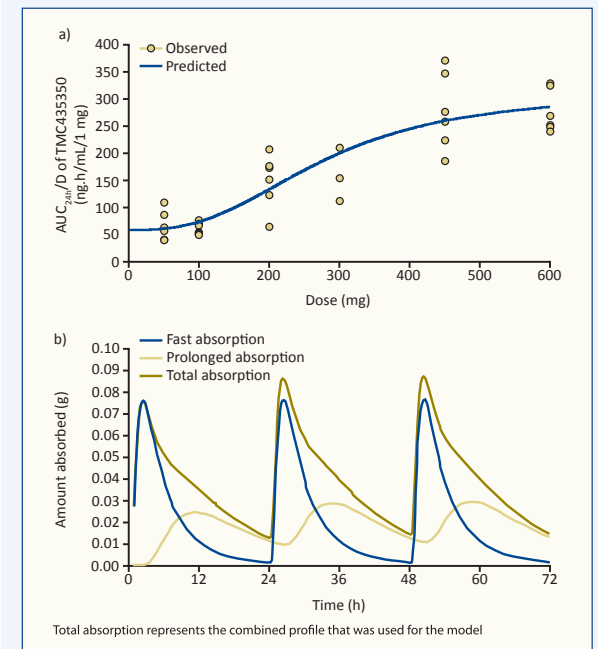 a)
Observed
Predicted
AUC24h/D of TMC435350
(ng.h/mL/1 mg)
400
350
300
250
200
150
100
50
0
0 100 200 300 400 500 600
Dose (mg)
b)
Fast absorption
Prolonged absorption
Total absorption
Amount absorbed (g)
0.10
0.09
0.08
0.07
0.06
0.05
0.04
0.03
0.02
0.01
0.00
0 12 24 36 48 60 72
Time (h)
Total absorption represents the combined profile that was used for the model